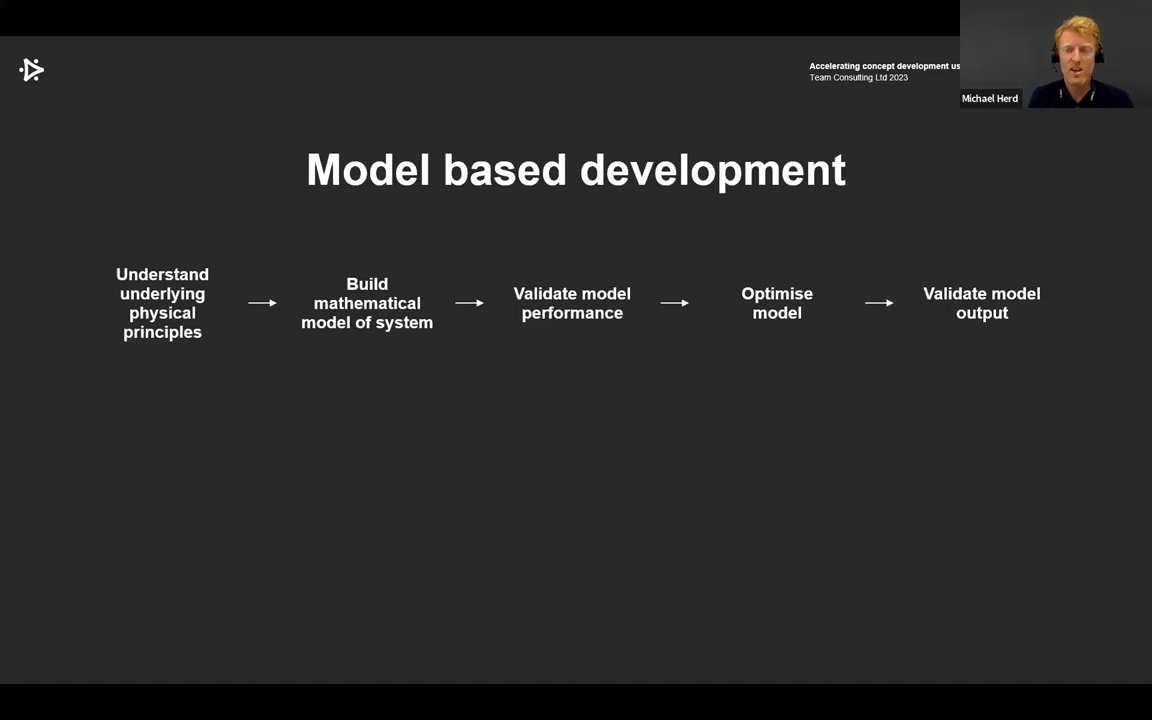 Accelerating concept development us
Team Consulting Ltd 2023
Michael Herd
Model based development
Understand
underlying
physical
principles
Build
mathematical
model of system
Validate model
performance
Optimise
model
Validate model
output